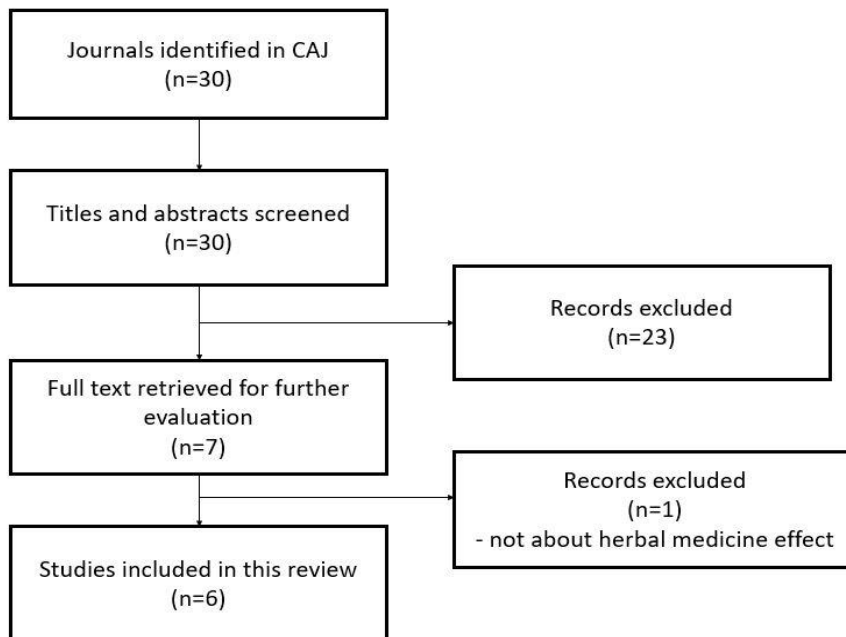 Journals identified in CAJ
(n=30)
Titles and abstracts screened
(n=30)
Records excluded
(n=23)
Full text retrieved for further
evaluation
(n=7)
Records excluded
(n=1)
- not about herbal medicine effect
Studies included in this review
(n=6)